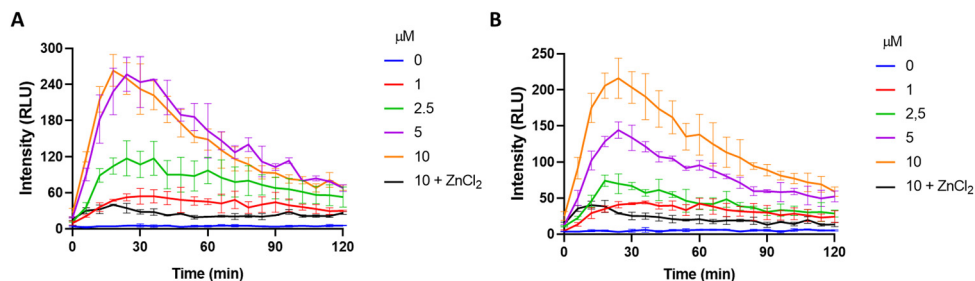 A
Intensity (RLU)
300
240
180
120
60
0
0 30 60 90 120
Time (min)
μM
0
1
2.5
5
10
10 + ZnCl₂
B
Intensity (RLU)
250
200
150
100
50
0
0 30 60 90 120
Time (min)
μM
0
1
2,5
5
10
10 + ZnCl₂